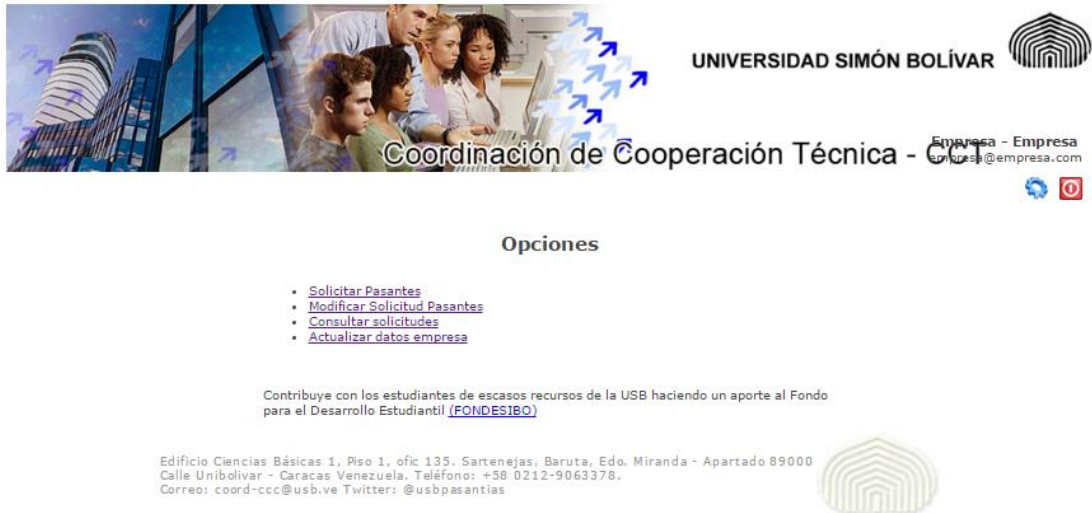 UNIVERSIDAD SIMÓN BOLÍVAR
Coordinación de Cooperación Técnica - CCT
Empresa - Empresa
empresa@empresa.com
Opciones
Solicitar Pasantes
Modificar Solicitud Pasantes
Consultar solicitudes
Actualizar datos empresa
Contribuye con los estudiantes de escasos recursos de la USB haciendo un aporte al Fondo
para el Desarrollo Estudiantil (FONDESIBO)
Edificio Ciencias Básicas 1, Piso 1, ofic 135. Sartenejas, Baruta, Edo. Miranda - Apartado 89000
Calle Unibolivar - Caracas Venezuela. Teléfono: +58 0212-9063378.
Correo: coord-ccc@usb.ve Twitter: @usbpasantias